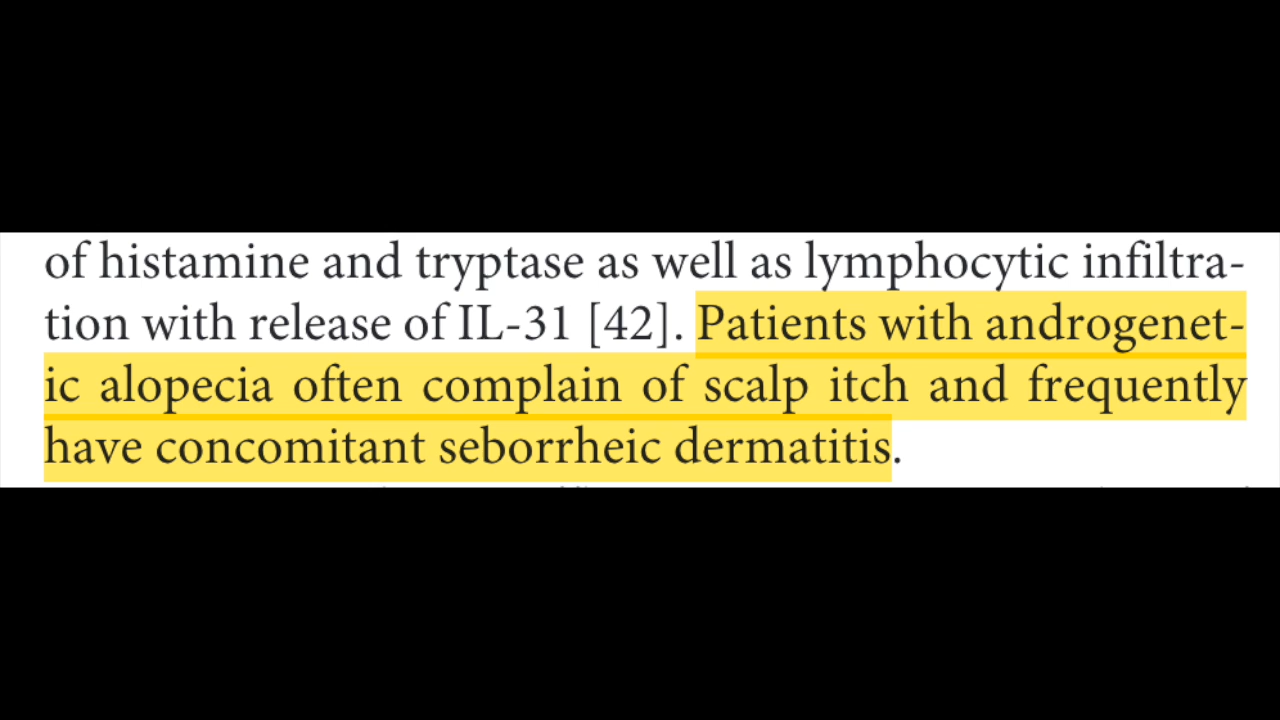 of histamine and tryptase as well as lymphocytic infiltra-
tion with release of IL-31 [42]. Patients with androgenet-
ic alopecia often complain of scalp itch and frequently
have concomitant seborrheic dermatitis.